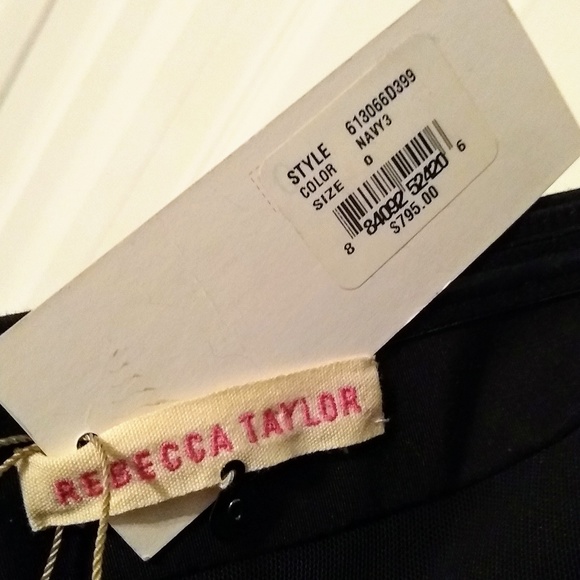 STYLE 613066D399
COLOR NAVY3
SIZE 0
8 84092 52420 6
$795.00
REBECCA TAYLOR